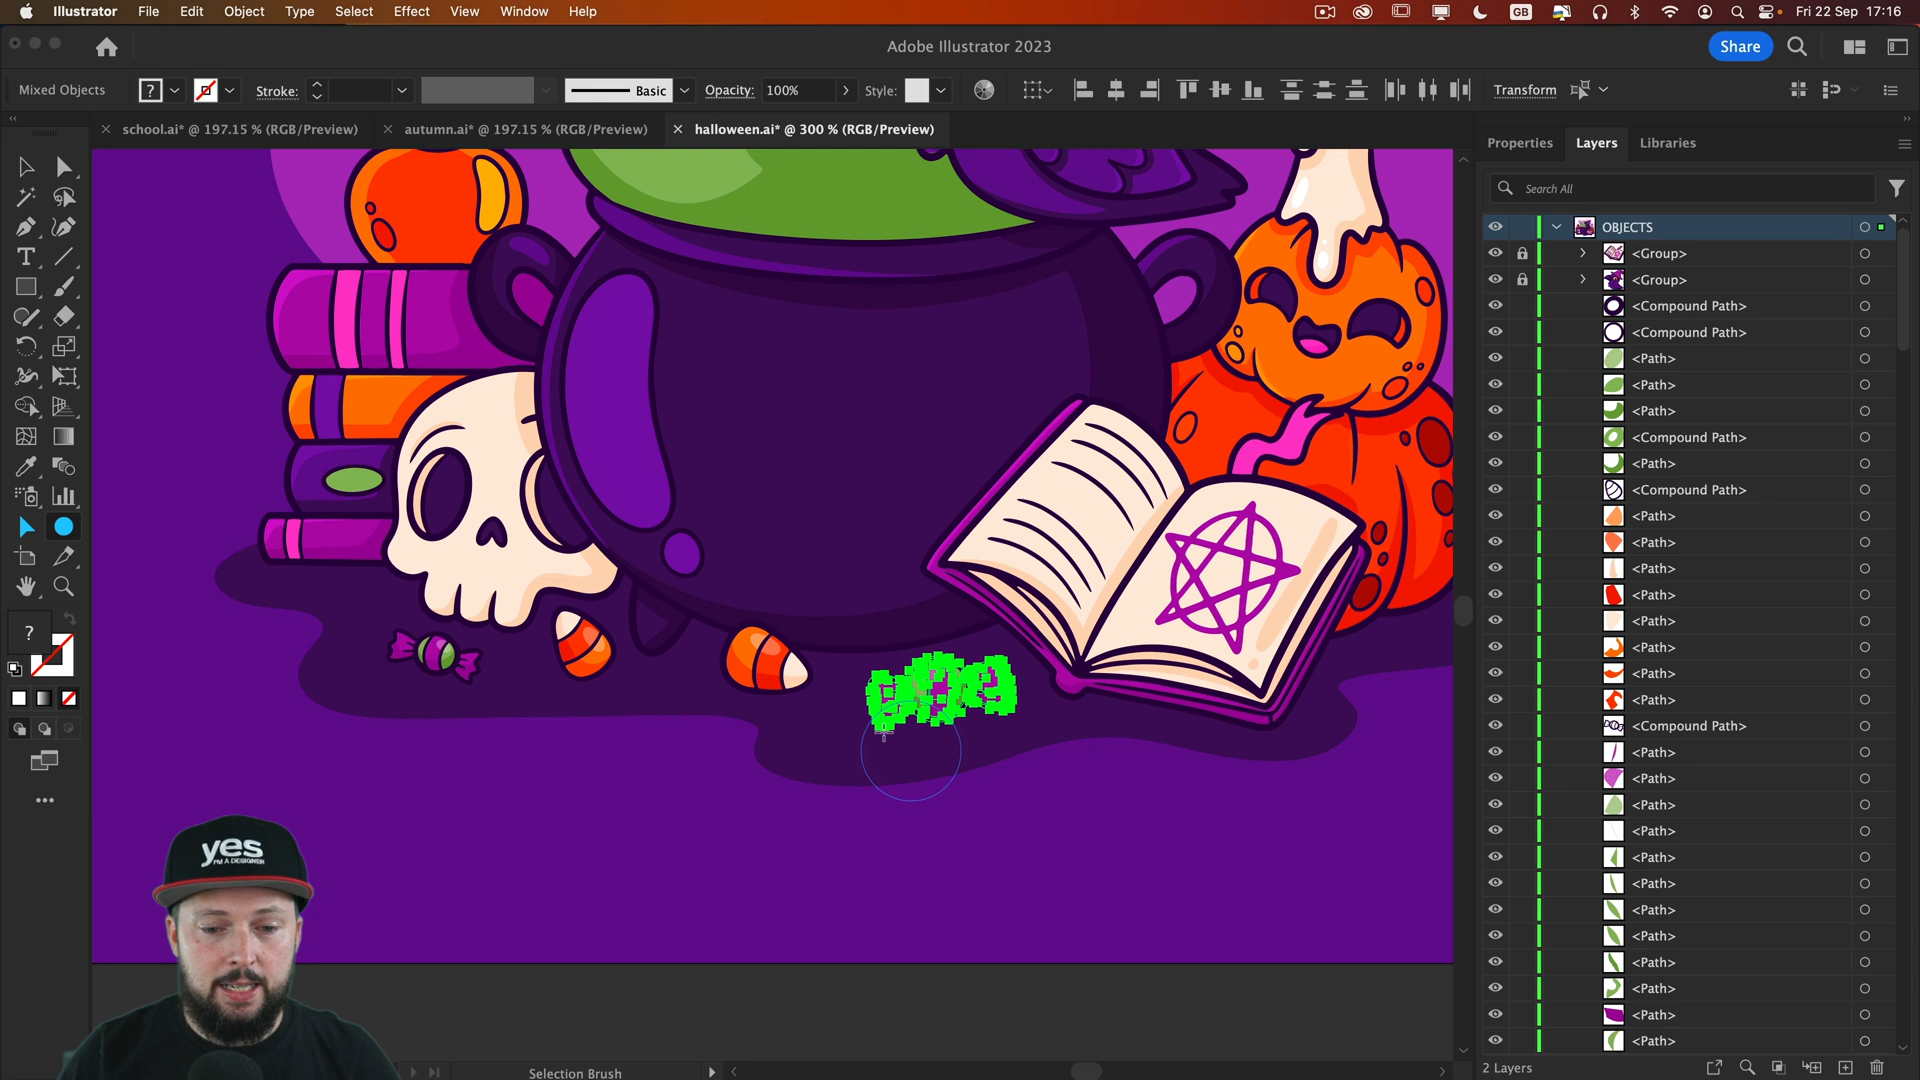 Illustrator File Edit Object Type Select Effect View Window Help GB Fri 22 Sep 17:16
Adobe Illustrator 2023 Share
Mixed Objects ? Stroke: Basic Opacity: 100% Style: Transform
school.ai* @ 197.15 % (RGB/Preview) autumn.ai* @ 197.15 % (RGB/Preview) halloween.ai* @ 300 % (RGB/Preview)
Properties Layers Libraries
Search All
OBJECTS
<Group>
<Group>
<Compound Path>
<Compound Path>
<Path>
<Path>
<Path>
<Compound Path>
<Path>
<Compound Path>
<Path>
<Path>
<Path>
<Path>
<Path>
<Path>
<Path>
<Path>
<Compound Path>
<Path>
<Path>
<Path>
<Path>
<Path>
<Path>
<Path>
<Path>
<Path>
<Path>
<Path>
<Path>
?
yes
I'M A DESIGNER
Selection Brush
2 Layers